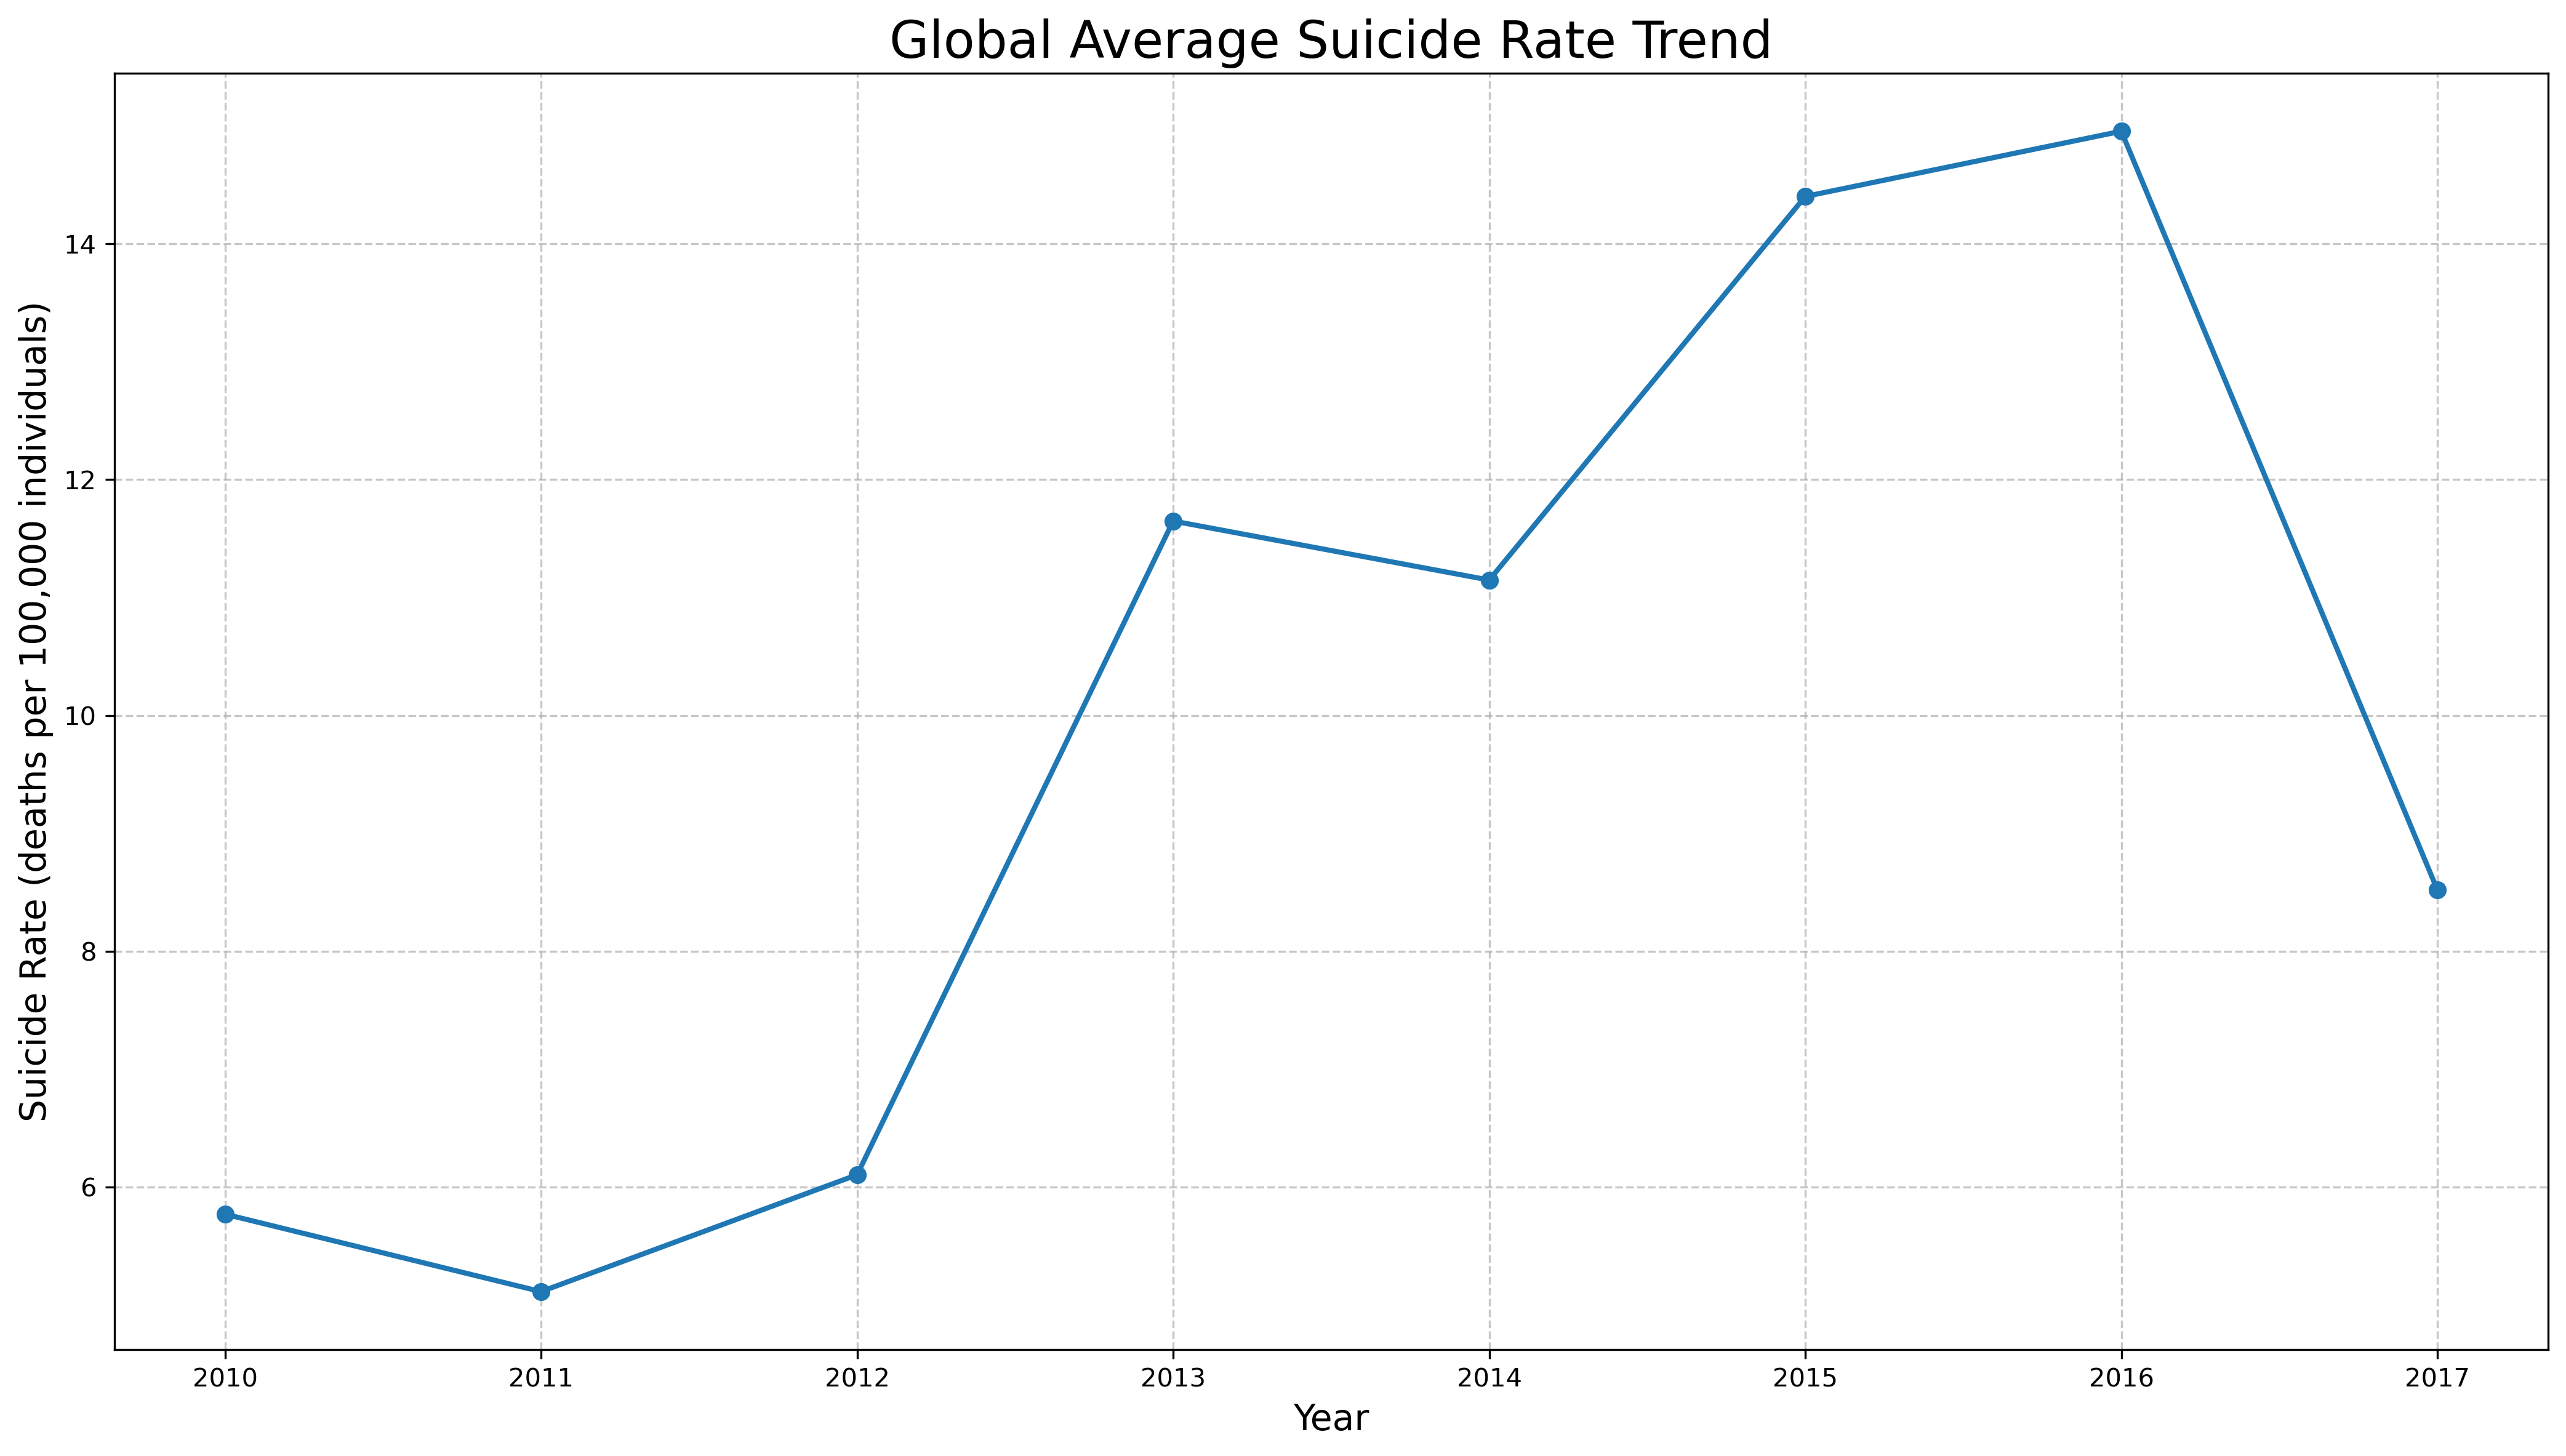 Global Average Suicide Rate Trend
Suicide Rate (deaths per 100,000 individuals)
14
12
10
8
6
2010 2011 2012 2013 2014 2015 2016 2017
Year